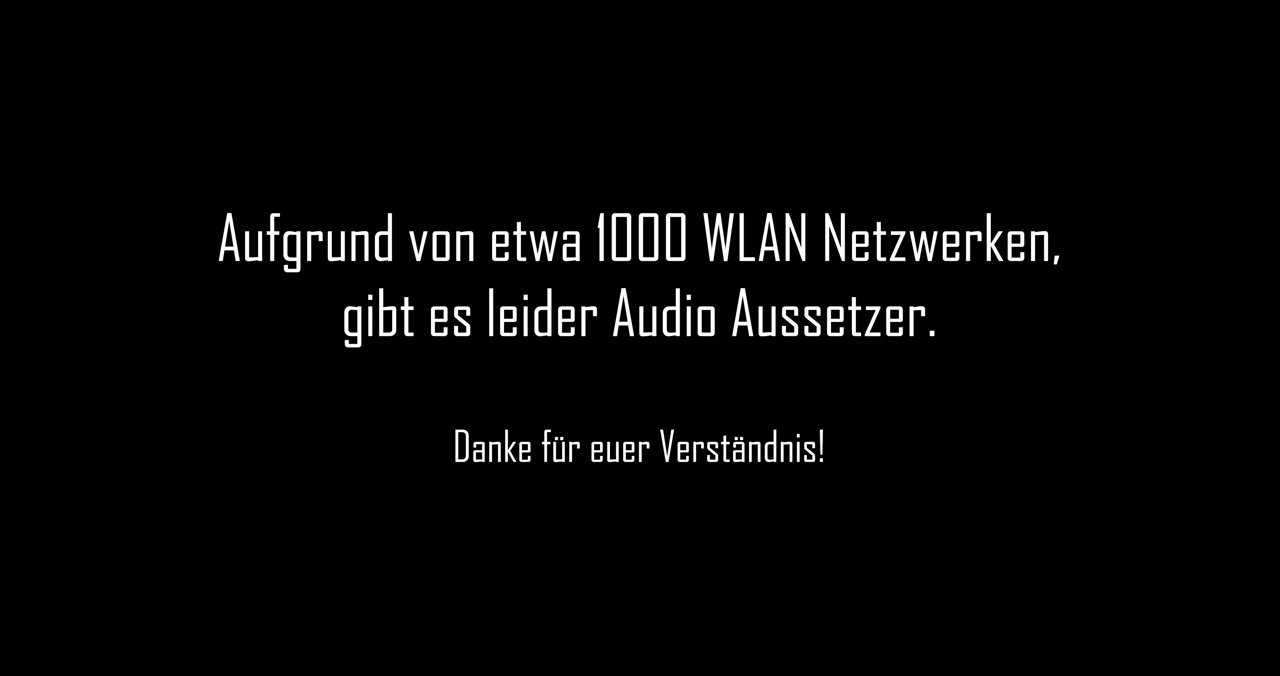 Aufgrund von etwa 1000 WLAN Netzwerken,
gibt es leider Audio Aussetzer.
Danke für euer Verständnis!